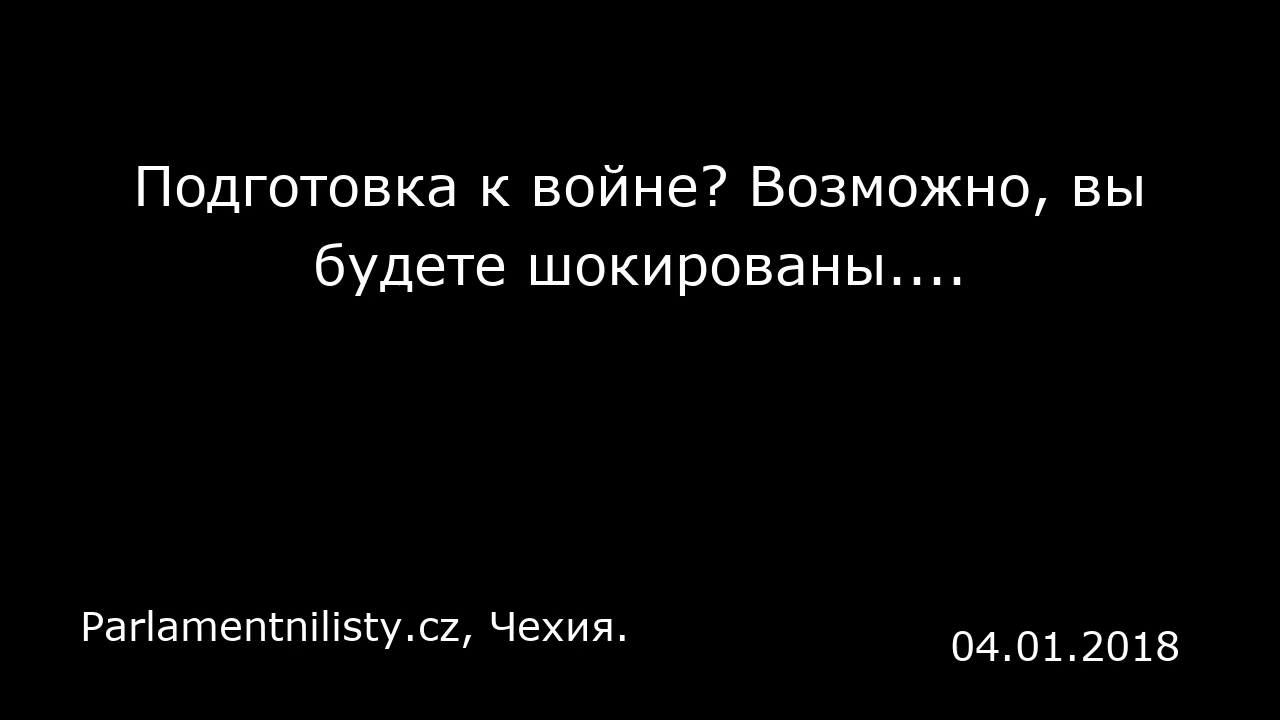 Подготовка к войне? Возможно, вы
будете шокированы....
Parlamentnilisty.cz, Чехия.
04.01.2018